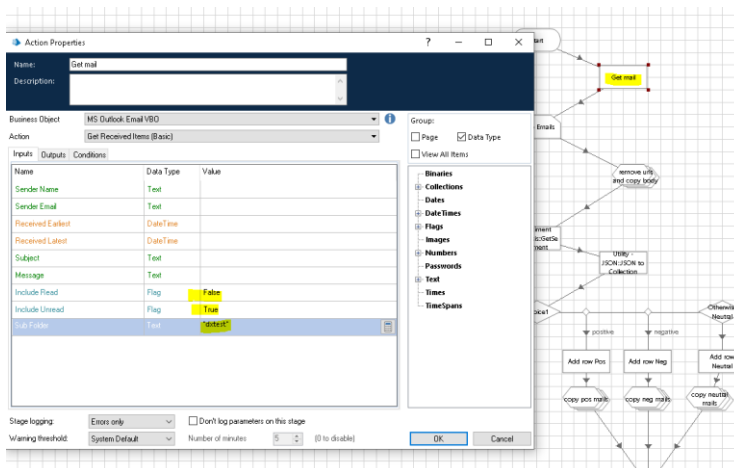 Action Properties
?
Name:
Get mail
Description:
Business Object
MS Outlook Email VBO
Action
Get Received Items (Basic)
Inputs Outputs Conditions
Name Data Type Value
Sender Name Text
Sender Email Text
Received Earliest DateTime
Received Latest DateTime
Subject Text
Message Text
Include Read Flag False
Include Unread Flag True
Sub Folder Text "dxtest"
Stage logging: Errors only Don't log parameters on this stage
Warning threshold: System Default Number of minutes 5 (0 to disable)
Group:
Page Data Type
View All Items
Binaries
Collections
Dates
DateTimes
Flags
Images
Numbers
Passwords
Text
Times
TimeSpans
OK Cancel
Get mail
Emails
remove urls
and copy body
Utility -
JSON::JSON to
Collection
positive
negative
Neutral
Add row Pos
Add row Neg
Add row
Neutral
copy pos mails
copy neg mails
copy neutral
mails